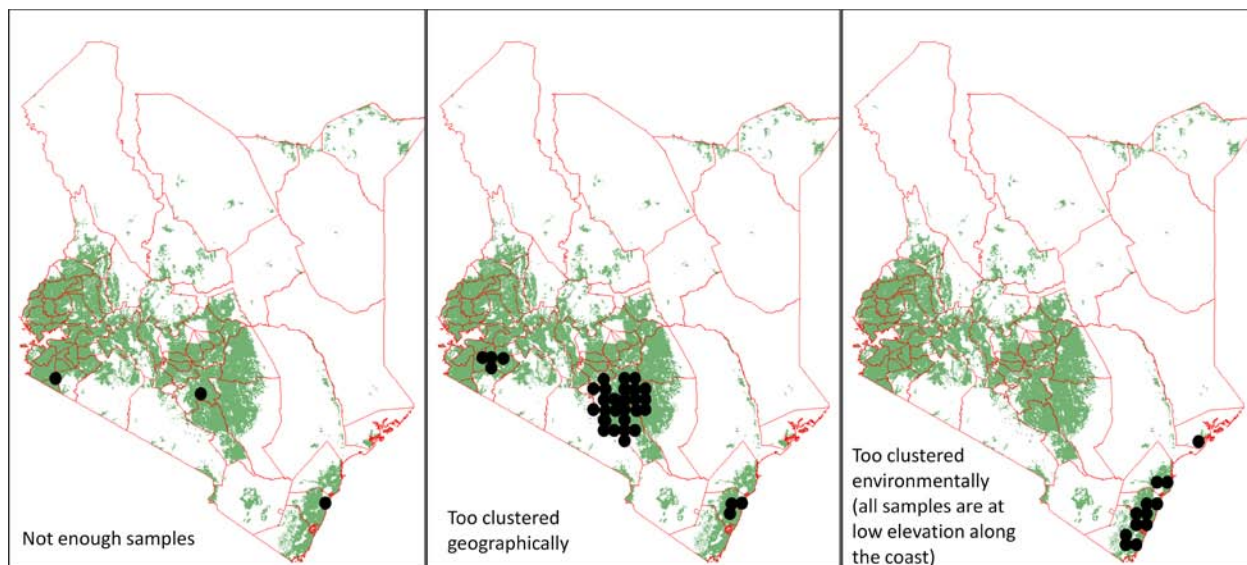 Not enough samples
Too clustered
geographically
Too clustered
environmentally
(all samples are at
low elevation along
the coast)